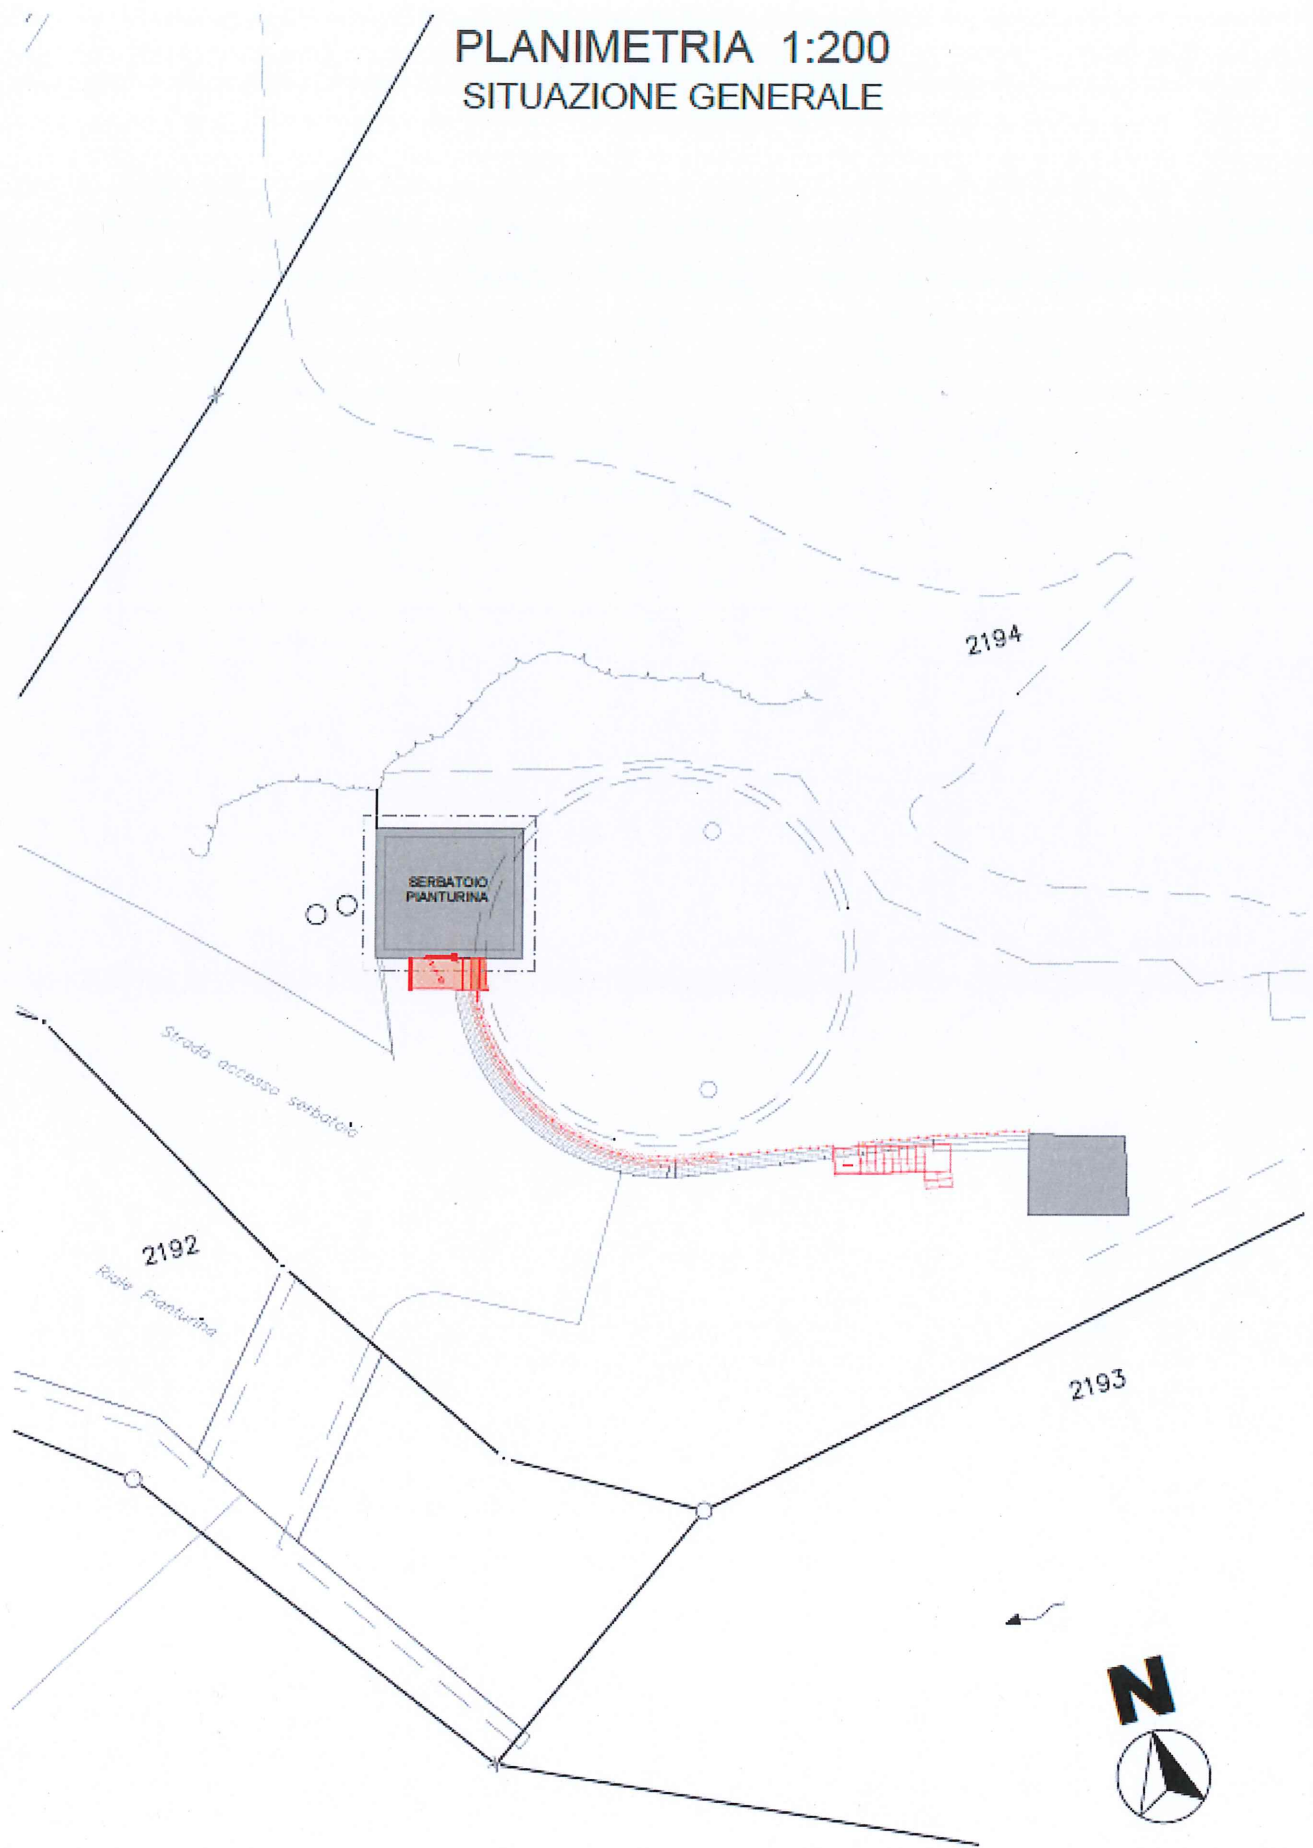 PLANIMETRIA 1:200
SITUAZIONE GENERALE
2194
SERBATOIO
PIANTURINA
Strada accesso serbatoio
2192
Riale Pianturina
2193
N